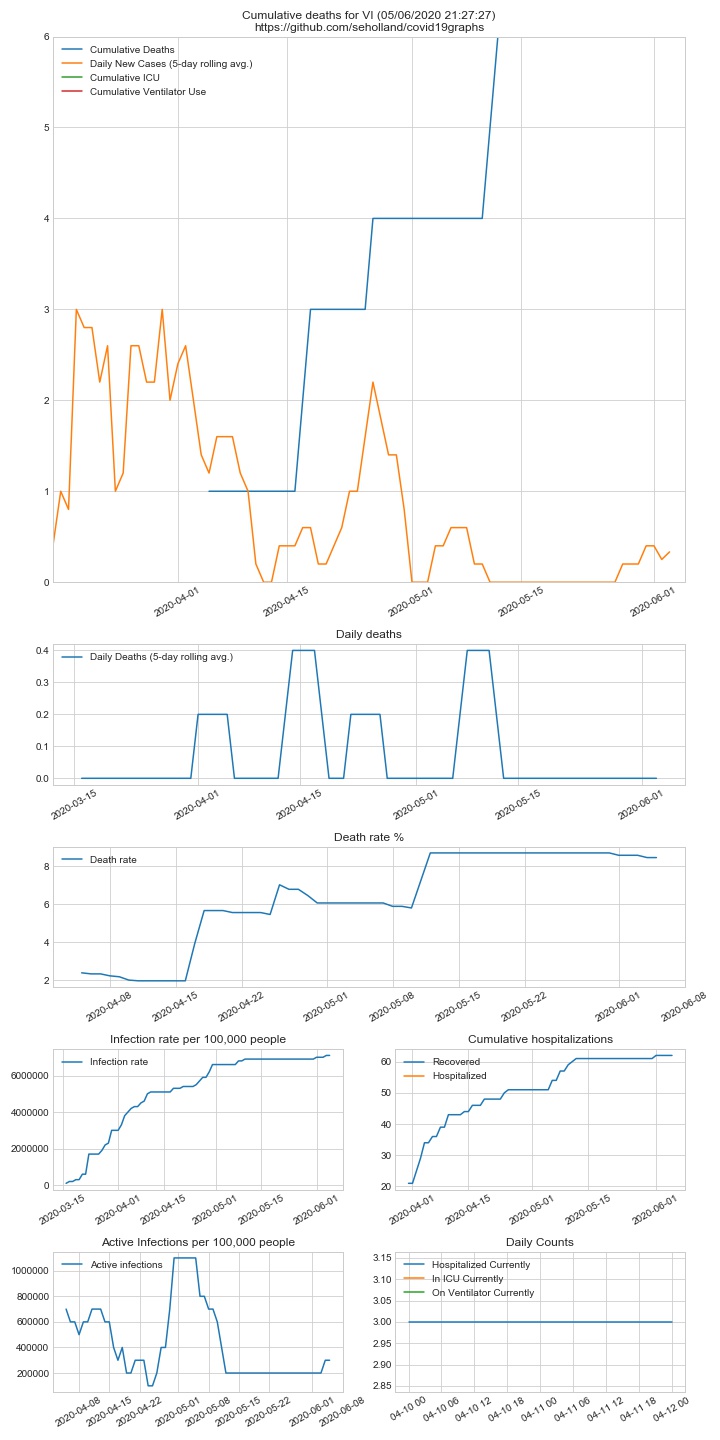 Cumulative deaths for VI (05/06/2020 21:27:27)
https://github.com/seholland/covid19graphs
Cumulative Deaths
Daily New Cases (5-day rolling avg.)
Cumulative ICU
Cumulative Ventilator Use
6
5
4
3
2
1
0
2020-04-01 2020-04-15 2020-05-01 2020-05-15 2020-06-01
Daily deaths
Daily Deaths (5-day rolling avg.)
0.4
0.3
0.2
0.1
0.0
2020-03-15 2020-04-01 2020-04-15 2020-05-01 2020-05-15 2020-06-01
Death rate %
Death rate
8
6
4
2
2020-04-08 2020-04-15 2020-04-22 2020-05-01 2020-05-08 2020-05-15 2020-05-22 2020-06-01 2020-06-08
Infection rate per 100,000 people
Infection rate
6000000
4000000
2000000
0
2020-03-15 2020-04-01 2020-04-15 2020-05-01 2020-05-15 2020-06-01
Cumulative hospitalizations
Recovered
Hospitalized
60
50
40
30
20
2020-04-01 2020-04-15 2020-05-01 2020-05-15 2020-06-01
Active Infections per 100,000 people
Active infections
1000000
800000
600000
400000
200000
2020-04-08 2020-04-15 2020-04-22 2020-05-01 2020-05-08 2020-05-15 2020-05-22 2020-06-01 2020-06-08
Daily Counts
Hospitalized Currently
In ICU Currently
On Ventilator Currently
3.15
3.10
3.05
3.00
2.95
2.90
2.85
04-10 00 04-10 06 04-10 12 04-10 18 04-11 00 04-11 06 04-11 12 04-11 18 04-12 00